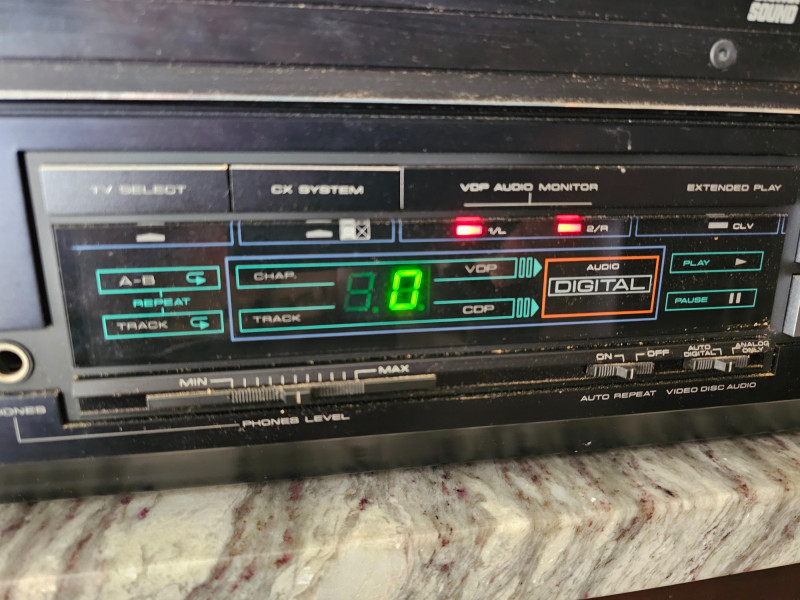 SOUND
TV SELECT
CX SYSTEM
VDP AUDIO MONITOR
EXTENDED PLAY
CX
1/L
2/R
CLV
A-B
REPEAT
TRACK
CHAP.
TRACK
0
VDP
CDP
AUDIO
DIGITAL
PLAY
PAUSE
MIN
MAX
PHONES LEVEL
ON
OFF
AUTO REPEAT
AUTO
DIGITAL
ANALOG
ONLY
VIDEO DISC AUDIO